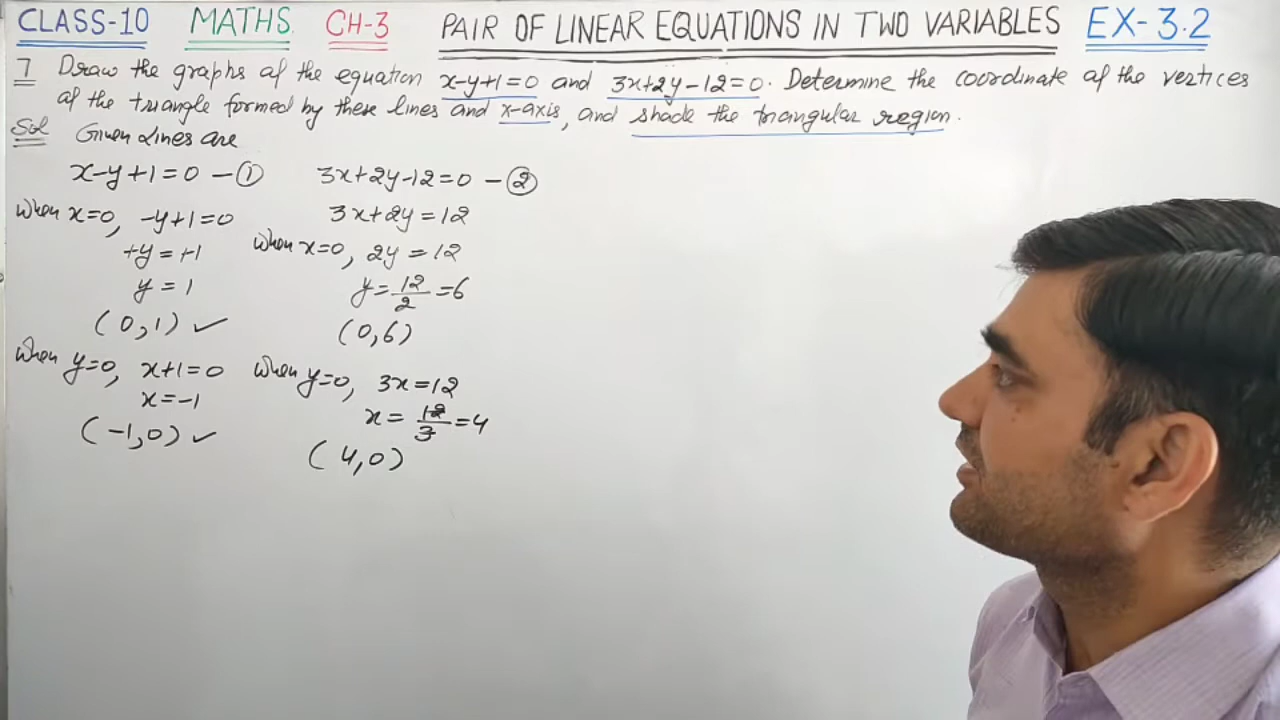 CLASS-10 MATHS CH-3 PAIR OF LINEAR EQUATIONS IN TWO VARIABLES EX-3.2
7 Draw the graphs of the equation x-y+1=0 and 3x+2y-12=0. Determine the coordinate of the vertices
of the triangle formed by these lines and x-axis, and shade the triangular region.
Sol Given Lines are
x-y+1=0 -①
When x=0, -y+1=0
+y=+1
y=1
(0,1) ✓
When y=0, x+1=0
x=-1
(-1,0) ✓
3x+2y-12=0 -②
3x+2y=12
When x=0, 2y=12
y=12/2=6
(0,6)
When y=0, 3x=12
x=12/3=4
(4,0)